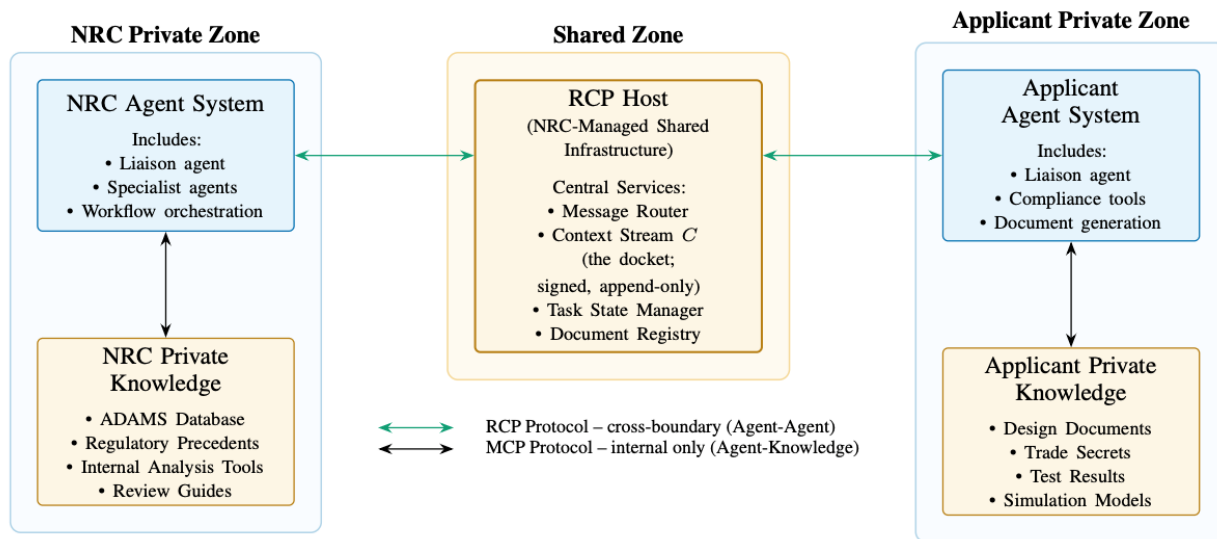 NRC Private Zone
NRC Agent System
Includes:
• Liaison agent
• Specialist agents
• Workflow orchestration
NRC Private
Knowledge
• ADAMS Database
• Regulatory Precedents
• Internal Analysis Tools
• Review Guides
Shared Zone
RCP Host
(NRC-Managed Shared
Infrastructure)
Central Services:
• Message Router
• Context Stream C
(the docket;
signed, append-only)
• Task State Manager
• Document Registry
RCP Protocol – cross-boundary (Agent-Agent)
MCP Protocol – internal only (Agent-Knowledge)
Applicant Private Zone
Applicant
Agent System
Includes:
• Liaison agent
• Compliance tools
• Document generation
Applicant Private
Knowledge
• Design Documents
• Trade Secrets
• Test Results
• Simulation Models